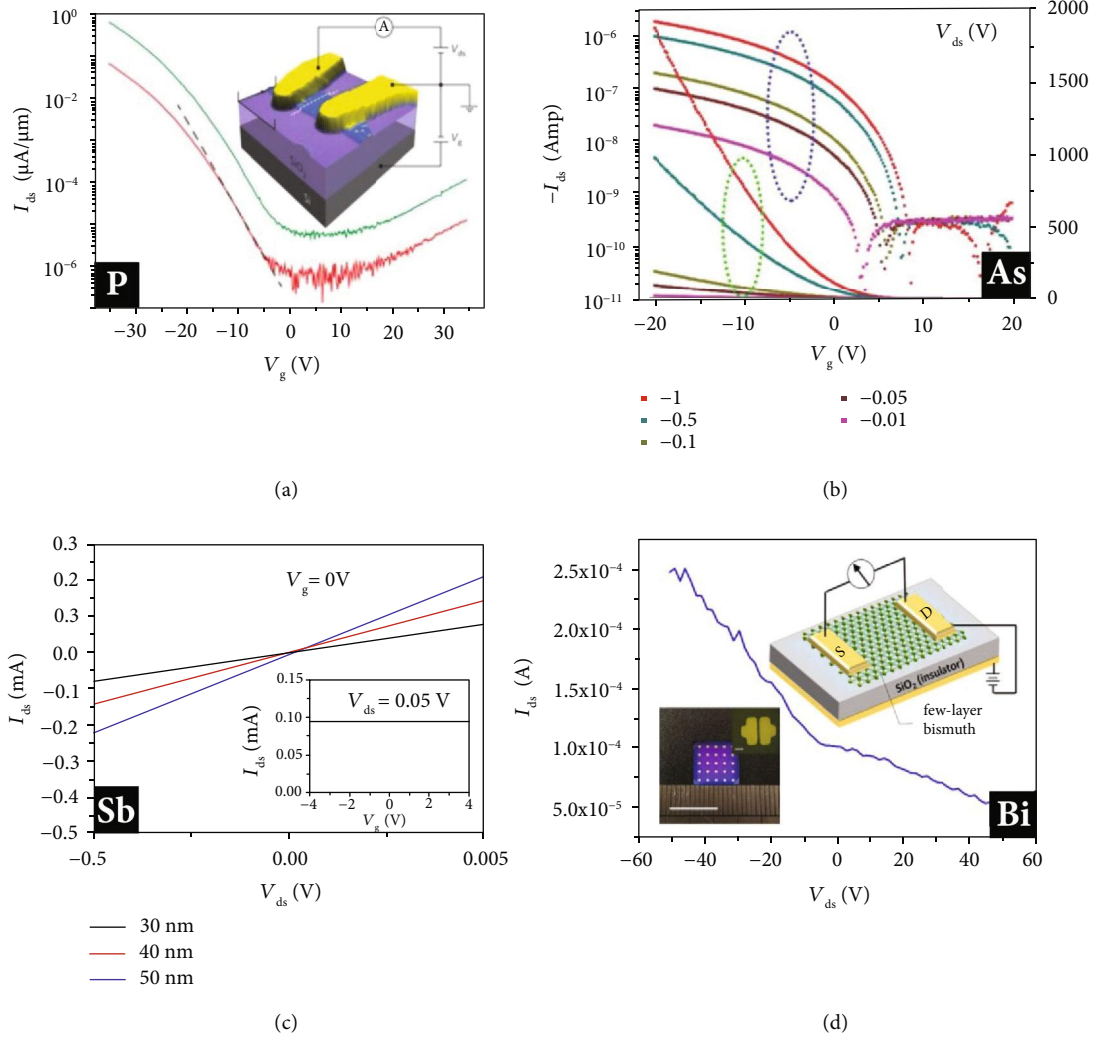 10⁰
10⁻²
10⁻⁴
10⁻⁶
I_ds (μA/μm)
−30 −20 −10 0 10 20 30
V_g (V)
A
V_ds
V_g
SiO₂
Si
P
(a)
10⁻⁶
10⁻⁷
10⁻⁸
10⁻⁹
10⁻¹⁰
10⁻¹¹
−I_ds (Amp)
V_ds (V)
2000
1500
1000
500
0
−20 −10 0 10 20
V_g (V)
As
−1
−0.5
−0.1
−0.05
−0.01
(b)
0.3
0.2
0.3
0.0
−0.1
−0.2
−0.3
−0.4
−0.5
I_ds (mA)
V_g = 0V
0.15
0.10
0.05
0.00
I_ds (mA)
V_ds = 0.05 V
−4 −2 0 2 4
V_g (V)
Sb
−0.5 0.00 0.005
V_ds (V)
30 nm
40 nm
50 nm
(c)
2.5x10⁻⁴
2.0x10⁻⁴
1.5x10⁻⁴
1.0x10⁻⁴
5.0x10⁻⁵
I_ds (A)
S
D
SiO₂ (insulator)
few-layer
bismuth
Bi
−60 −40 −20 0 20 40 60
V_ds (V)
(d)